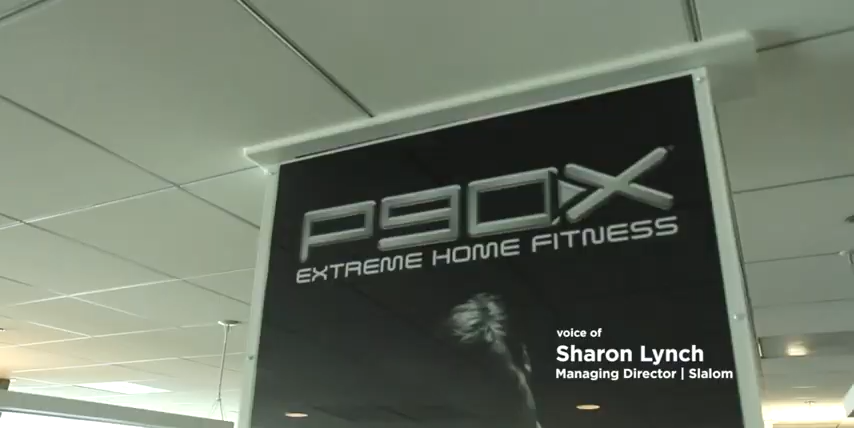 P90X
EXTREME HOME FITNESS
voice of
Sharon Lynch
Managing Director | Slalom